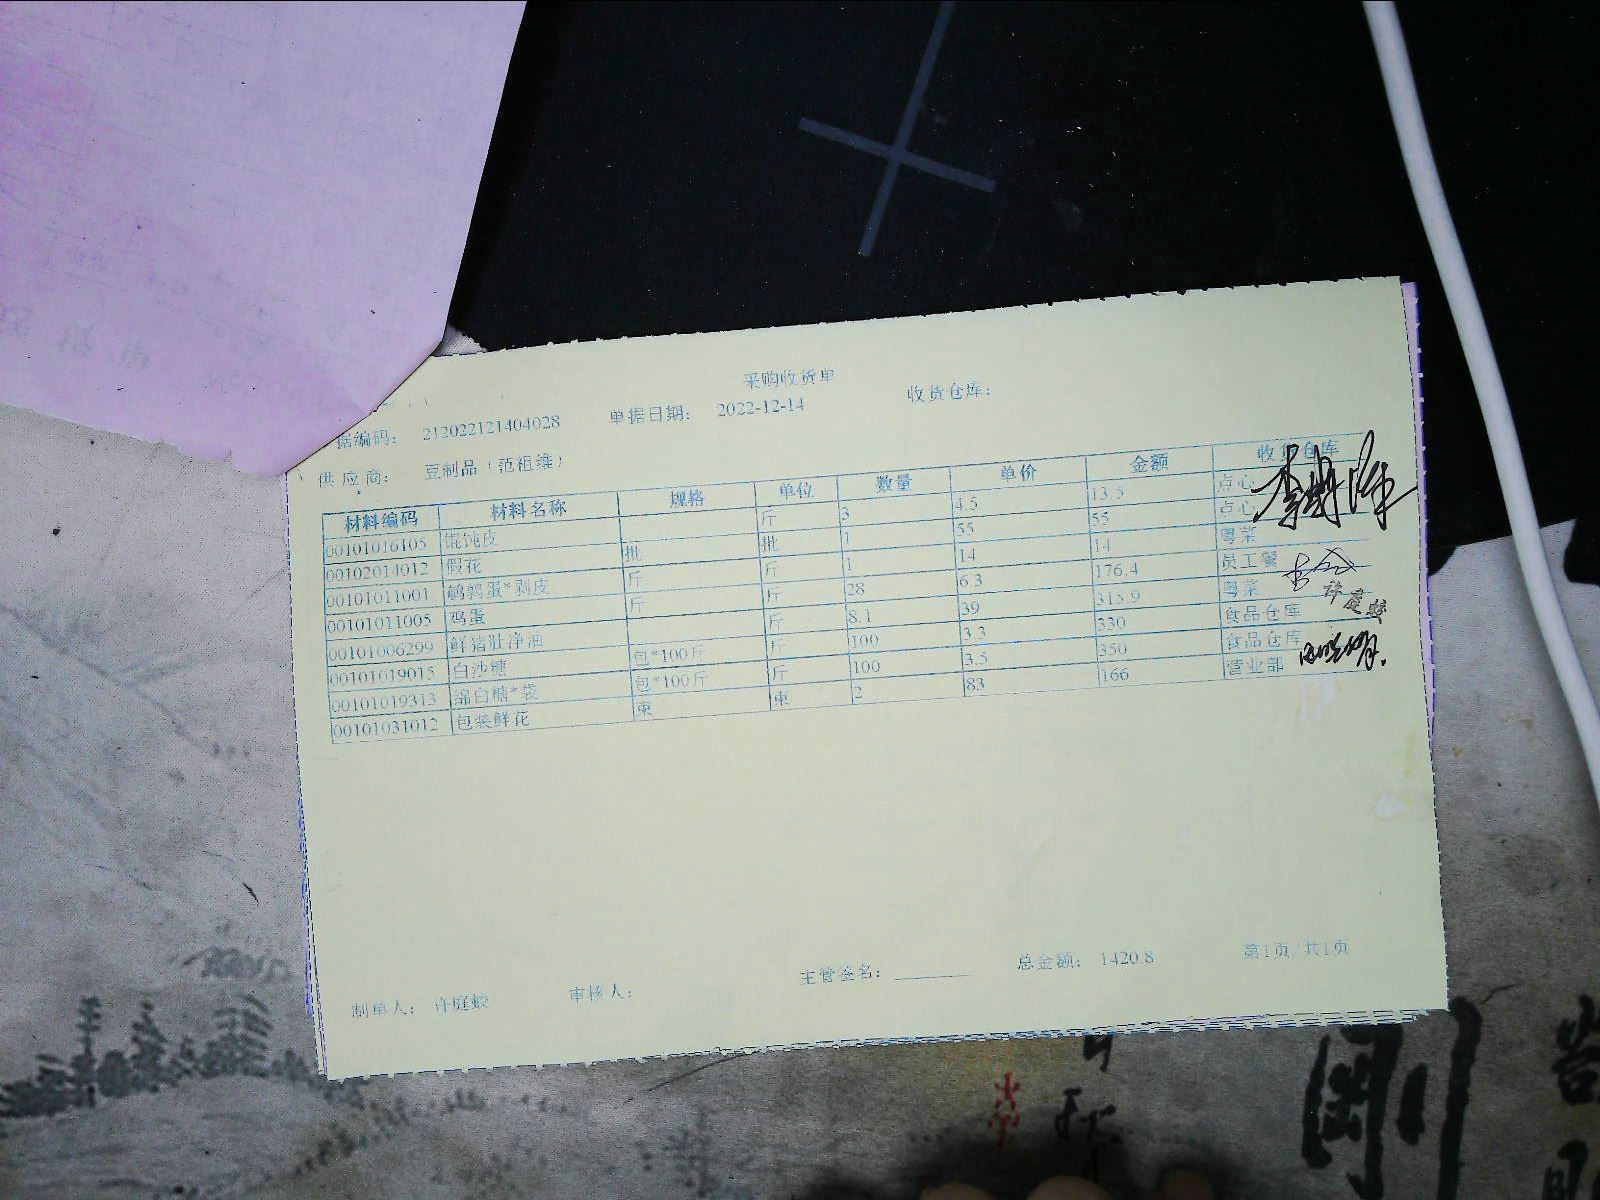 采购收货单
据编码： 212022121404028 单据日期： 2022-12-14 收货仓库：
供应商： 豆制品（范祖维）
材料编码 材料名称 规格 单位 数量 单价 金额 收货仓库
00101016105 馄饨皮 斤 3 4.5 13.5 点心
00102014012 假花 批 批 1 55 55 点心
00101011001 鹌鹑蛋*剥皮 斤 斤 1 14 14 粤菜
00101011005 鸡蛋 斤 斤 28 6.3 176.4 员工餐
00101006299 鲜猪肚净油 斤 8.1 39 315.9 粤菜
00101019015 白沙糖 包*100斤 斤 100 3.3 330 食品仓库
00101019313 绵白糖*袋 包*100斤 斤 100 3.5 350 食品仓库
00101031012 包装鲜花 束 束 2 83 166 营业部
许庭蛟
制单人： 许庭蛟 审核人： 主管签名： 总金额： 1420.8 第1页 共1页